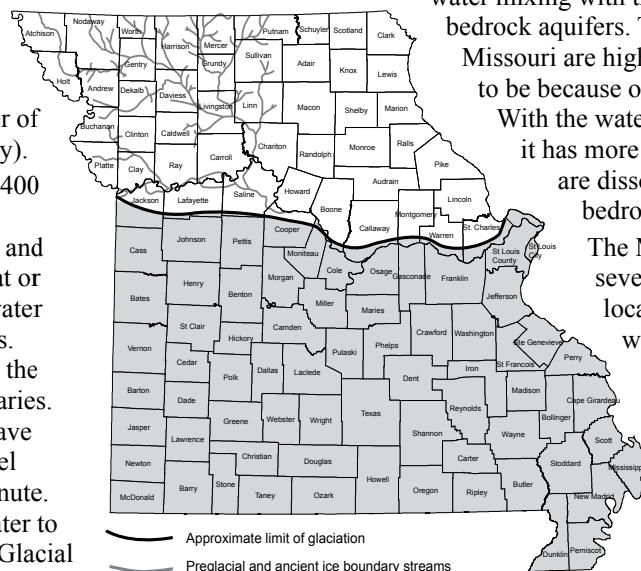 er of
y).
400
and
at or
water
s.
the
aries.
ave
el
nute.
ater to
Glacial
Atchison
Nodaway
Worth
Harrison
Mercer
Putnam
Schuyler
Scotland
Clark
Gentry
Grundy
Sullivan
Adair
Knox
Lewis
Holt
Andrew
Dekalb
Daviess
Livingston
Linn
Macon
Shelby
Marion
Buchanan
Clinton
Caldwell
Chariton
Randolph
Monroe
Ralls
Pike
Platte
Clay
Ray
Carroll
Audrain
Jackson
Lafayette
Saline
Howard
Boone
Callaway
Montgomery
Lincoln
Warren
St. Charles
Cass
Johnson
Pettis
Cooper
Moniteau
Cole
Osage
Gasconade
Franklin
St Louis
County
St Louis
City
Bates
Henry
Benton
Morgan
Miller
Maries
Jefferson
Vernon
St Clair
Hickory
Camden
Pulaski
Phelps
Crawford
Washington
Ste Genevieve
St Francois
Perry
Barton
Cedar
Polk
Dallas
Laclede
Dent
Iron
Madison
Cape Girardeau
Dade
Jasper
Lawrence
Greene
Webster
Wright
Texas
Shannon
Reynolds
Wayne
Bollinger
Scott
Newton
Christian
Douglas
Carter
Stoddard
Mississippi
McDonald
Barry
Stone
Taney
Ozark
Howell
Oregon
Ripley
Butler
New Madrid
Dunklin
Pemiscot
Approximate limit of glaciation
Preglacial and ancient ice boundary streams
water mixing with th
bedrock aquifers. T
Missouri are high
to be because o
With the water
it has more
are disso
bedro
The M
seve
loca
w